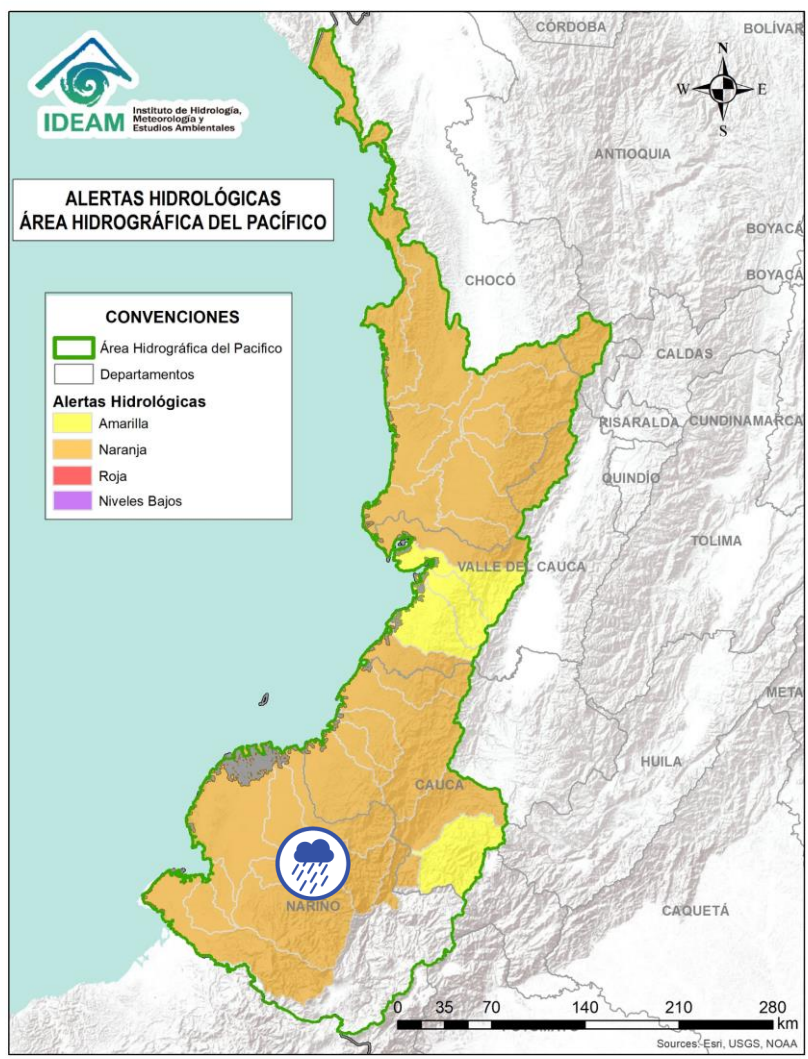 IDEAM
Instituto de Hidrología,
Meteorología y
Estudios Ambientales
ALERTAS HIDROLÓGICAS
ÁREA HIDROGRÁFICA DEL PACÍFICO
CONVENCIONES
Área Hidrográfica del Pacifico
Departamentos
Alertas Hidrológicas
Amarilla
Naranja
Roja
Niveles Bajos
N
W
E
S
CÓRDOBA
BOLÍVAR
ANTIOQUIA
BOYACÁ
BOYACÁ
CHOCÓ
CALDAS
RISARALDA
CUNDINAMARCA
QUINDÍO
TOLIMA
VALLE DEL CAUCA
META
HUILA
CAUCA
NARIÑO
CAQUETÁ
0 35 70 140 210 280
km
Sources: Esri, USGS, NOAA